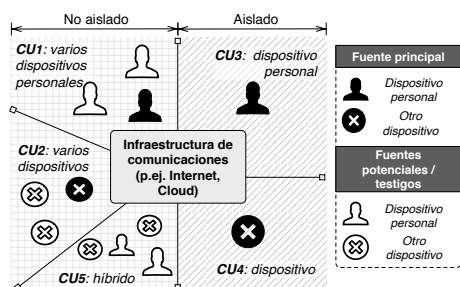 No aislado
Aislado
CU1: varios
dispositivos
personales
CU3: dispositivo
personal
CU2: varios
dispositivos
Infraestructura de
comunicaciones
(p.ej. Internet,
Cloud)
CU5: híbrido
CU4: dispositivo
Fuente principal
Dispositivo
personal
Otro
dispositivo
Fuentes
potenciales /
testigos
Dispositivo
personal
Otro
dispositivo